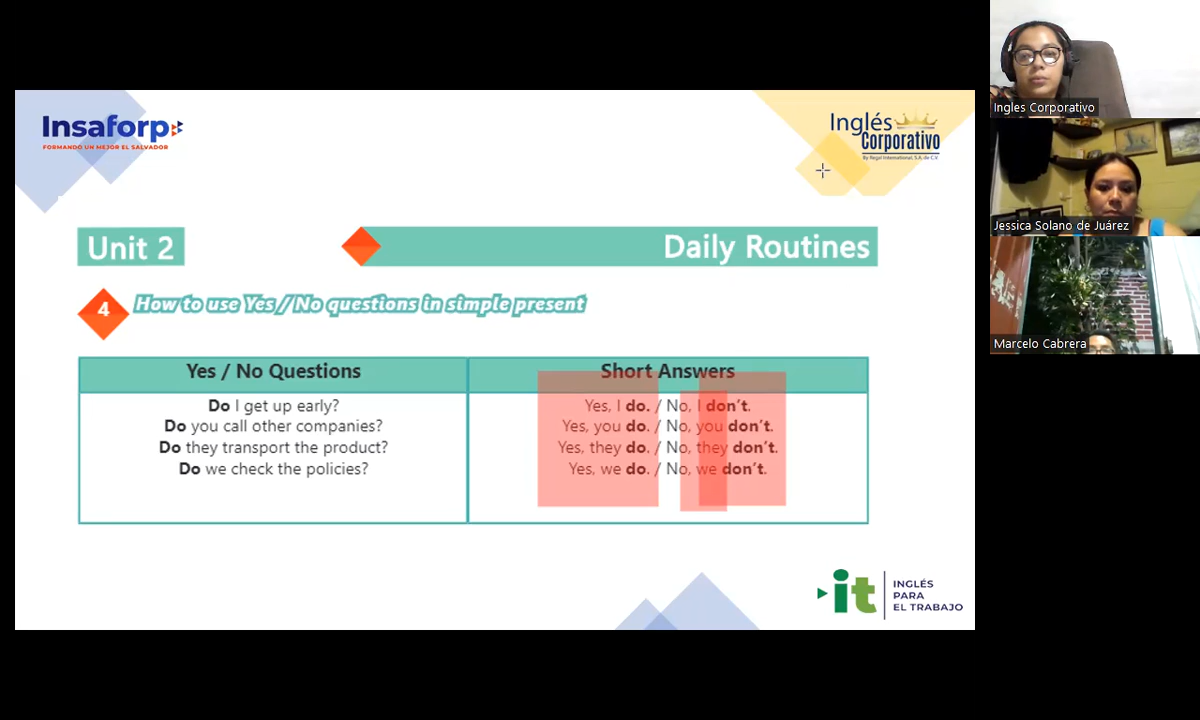 Insaforp
FORMANDO UN MEJOR EL SALVADOR
Inglés
Corporativo
By Regal International, S.A. de C.V.
Unit 2
Daily Routines
4
How to use Yes / No questions in simple present
Yes / No Questions
Short Answers
Do I get up early?
Yes, I do. / No, I don't.
Do you call other companies?
Yes, you do. / No, you don't.
Do they transport the product?
Yes, they do. / No, they don't.
Do we check the policies?
Yes, we do. / No, we don't.
it
INGLÉS
PARA
EL TRABAJO
Ingles Corporativo
Jessica Solano de Juárez
Marcelo Cabrera